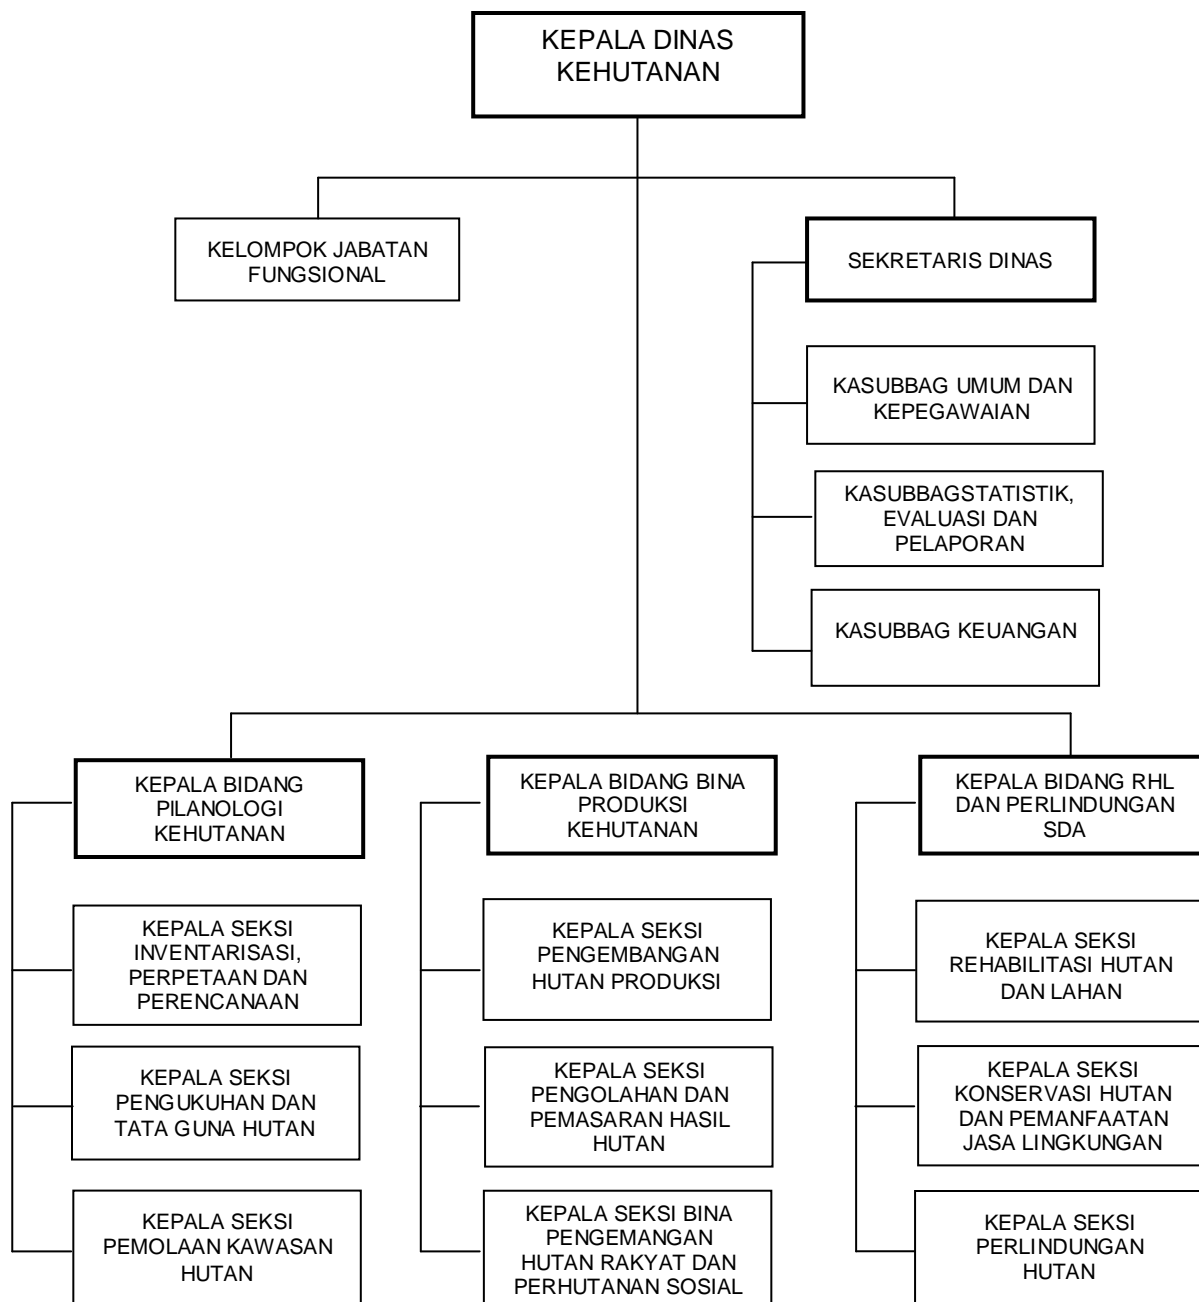 KEPALA DINAS
KEHUTANAN
KELOMPOK JABATAN
FUNGSIONAL
SEKRETARIS DINAS
KASUBBAG UMUM DAN
KEPEGAWAIAN
KASUBBAGSTATISTIK,
EVALUASI DAN
PELAPORAN
KASUBBAG KEUANGAN
KEPALA BIDANG
PILANOLOGI
KEHUTANAN
KEPALA SEKSI
INVENTARISASI,
PERPETAAN DAN
PERENCANAAN
KEPALA SEKSI
PENGUKUHAN DAN
TATA GUNA HUTAN
KEPALA SEKSI
PEMOLAAN KAWASAN
HUTAN
KEPALA BIDANG BINA
PRODUKSI
KEHUTANAN
KEPALA SEKSI
PENGEMBANGAN
HUTAN PRODUKSI
KEPALA SEKSI
PENGOLAHAN DAN
PEMASARAN HASIL
HUTAN
KEPALA SEKSI BINA
PENGEMANGAN
HUTAN RAKYAT DAN
PERHUTANAN SOSIAL
KEPALA BIDANG RHL
DAN PERLINDUNGAN
SDA
KEPALA SEKSI
REHABILITASI HUTAN
DAN LAHAN
KEPALA SEKSI
KONSERVASI HUTAN
DAN PEMANFAATAN
JASA LINGKUNGAN
KEPALA SEKSI
PERLINDUNGAN
HUTAN